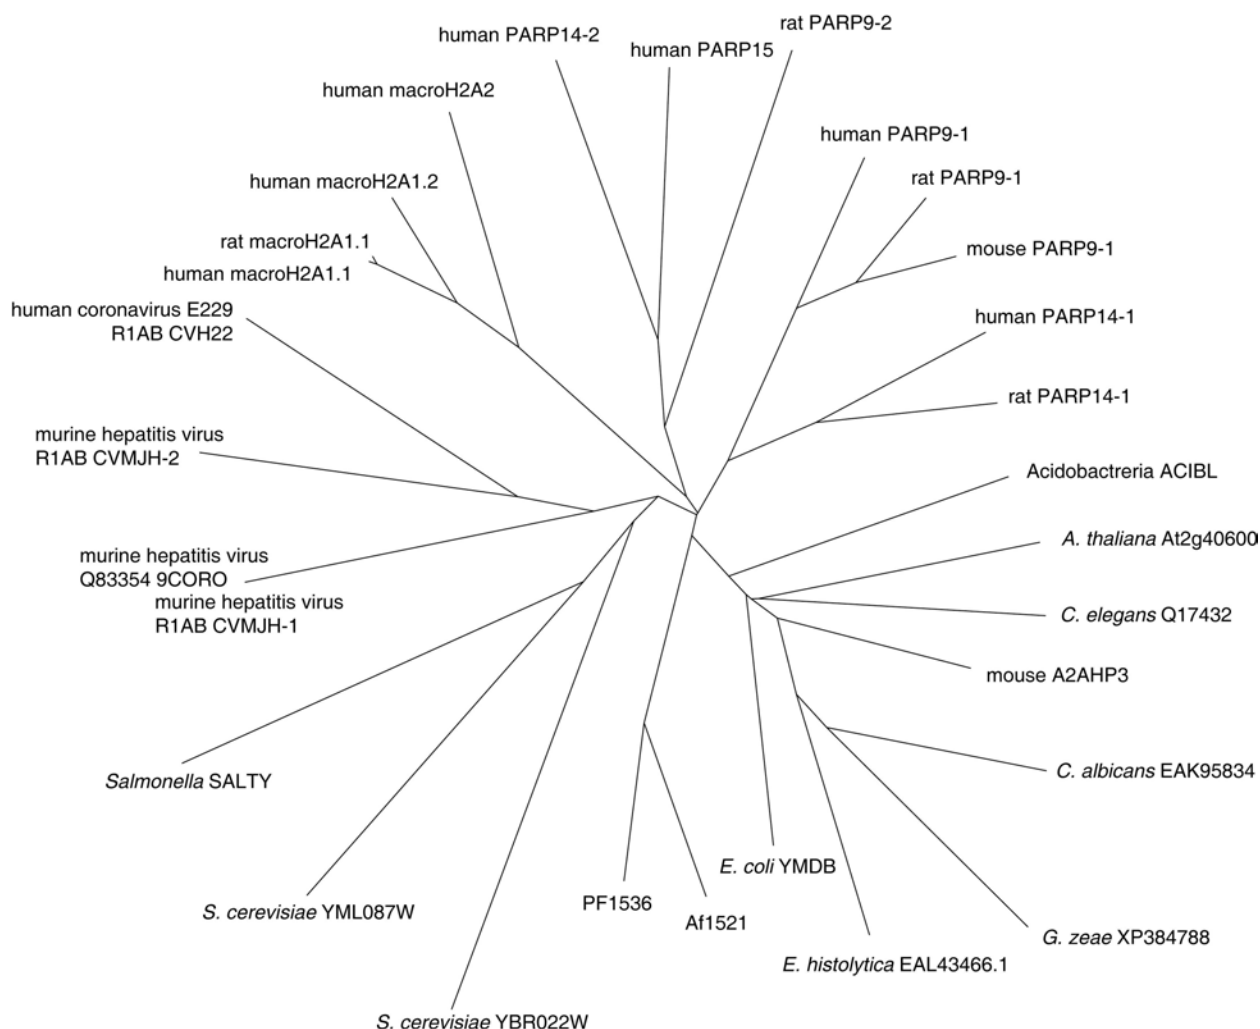 rat PARP9-2
human PARP14-2
human PARP15
human macroH2A2
human PARP9-1
human macroH2A1.2
rat PARP9-1
rat macroH2A1.1
mouse PARP9-1
human macroH2A1.1
human coronavirus E229
R1AB CVH22
human PARP14-1
rat PARP14-1
murine hepatitis virus
R1AB CVMJH-2
Acidobactreria ACIBL
A. thaliana At2g40600
murine hepatitis virus
Q83354 9CORO
murine hepatitis virus
R1AB CVMJH-1
C. elegans Q17432
mouse A2AHP3
Salmonella SALTY
C. albicans EAK95834
E. coli YMDB
PF1536
S. cerevisiae YML087W
Af1521
G. zeae XP384788
E. histolytica EAL43466.1
S. cerevisiae YBR022W